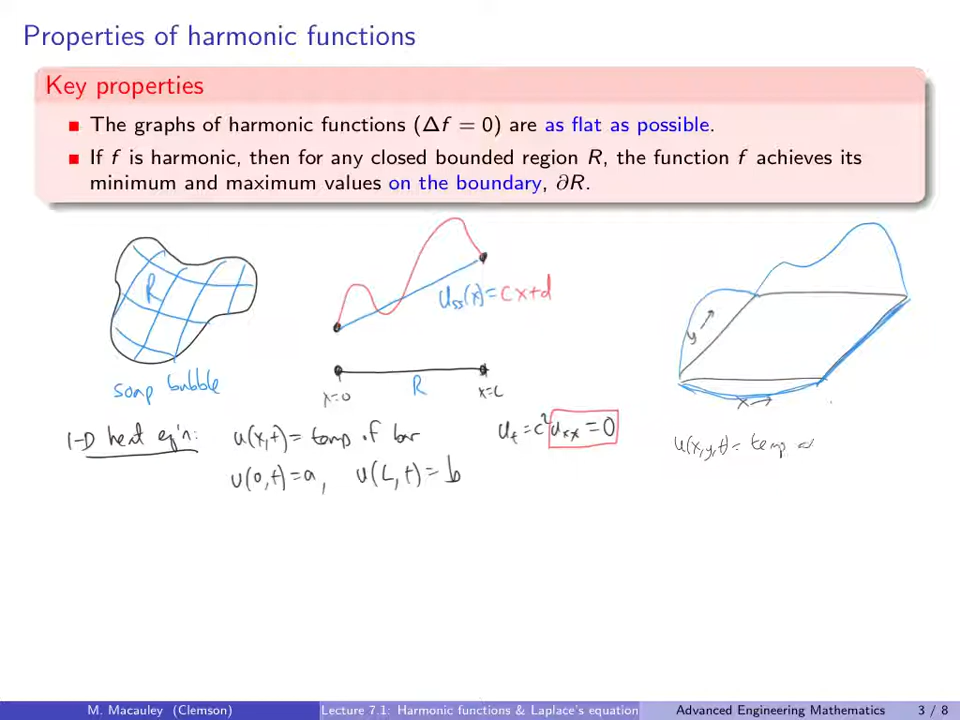 Properties of harmonic functions
Key properties
The graphs of harmonic functions (Δf = 0) are as flat as possible.
If f is harmonic, then for any closed bounded region R, the function f achieves its
minimum and maximum values on the boundary, ∂R.
R
soap bubble
u_ss(x)=cx+d
R
x=0
x=L
y →
x →
1-D heat eq'n: u(x,t)= temp of bar
u_t = c² u_xx = 0
u(0,t)=a, u(L,t)=b
u(x,y,t)= temp
M. Macauley (Clemson)
Lecture 7.1: Harmonic functions & Laplace's equation
Advanced Engineering Mathematics
3 / 8